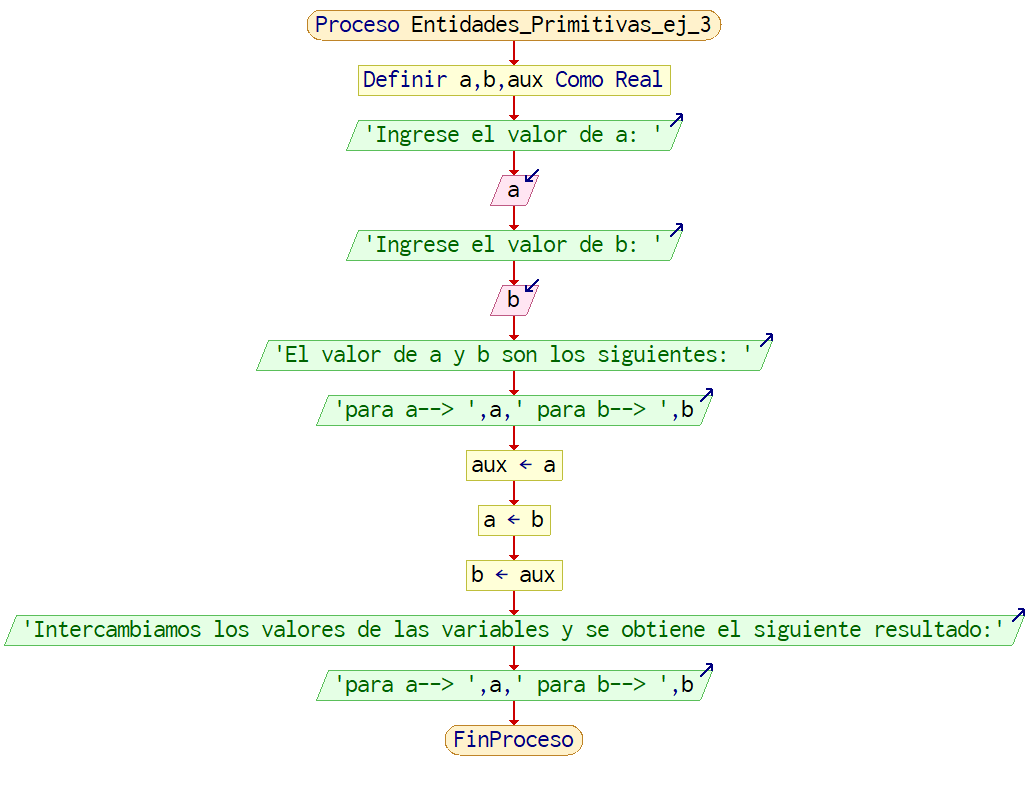 Proceso Entidades_Primitivas_ej_3
Definir a,b,aux Como Real
'Ingrese el valor de a: '
a
'Ingrese el valor de b: '
b
'El valor de a y b son los siguientes: '
'para a--> ',a,' para b--> ',b
aux ← a
a ← b
b ← aux
'Intercambiamos los valores de las variables y se obtiene el siguiente resultado:'
'para a--> ',a,' para b--> ',b
FinProceso